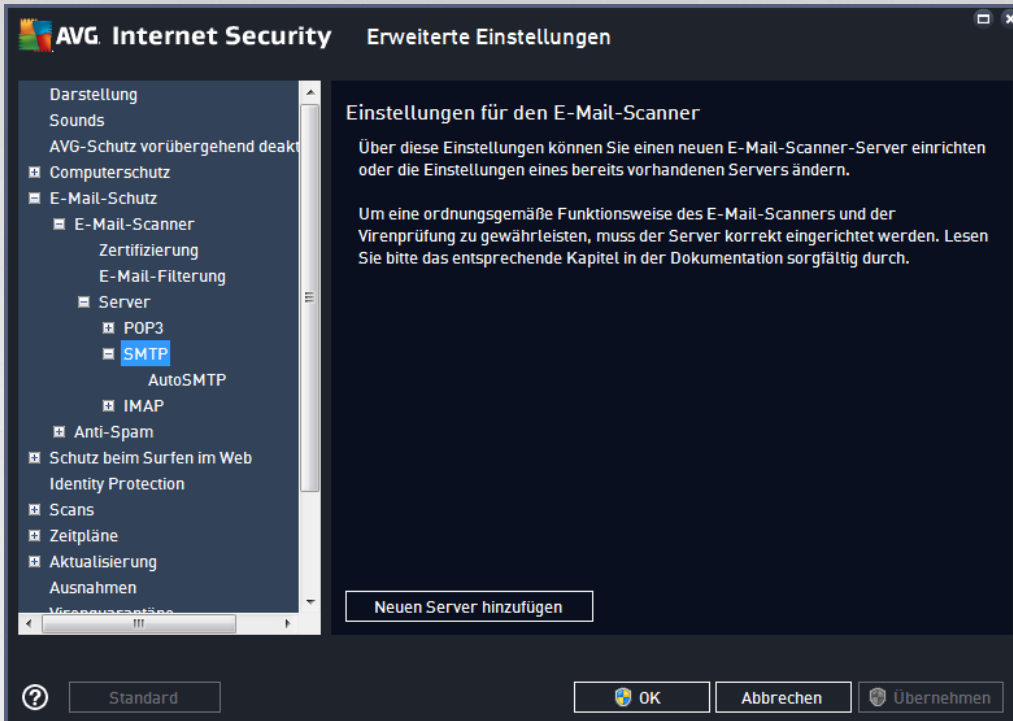 AVG. Internet Security Erweiterte Einstellungen
Darstellung
Sounds
AVG-Schutz vorübergehend deakt
Computerschutz
E-Mail-Schutz
E-Mail-Scanner
Zertifizierung
E-Mail-Filterung
Server
POP3
SMTP
AutoSMTP
IMAP
Anti-Spam
Schutz beim Surfen im Web
Identity Protection
Scans
Zeitpläne
Aktualisierung
Ausnahmen
Virenquarantäne
Einstellungen für den E-Mail-Scanner
Über diese Einstellungen können Sie einen neuen E-Mail-Scanner-Server einrichten
oder die Einstellungen eines bereits vorhandenen Servers ändern.
Um eine ordnungsgemäße Funktionsweise des E-Mail-Scanners und der
Virenprüfung zu gewährleisten, muss der Server korrekt eingerichtet werden. Lesen
Sie bitte das entsprechende Kapitel in der Dokumentation sorgfältig durch.
Neuen Server hinzufügen
? Standard OK Abbrechen Übernehmen